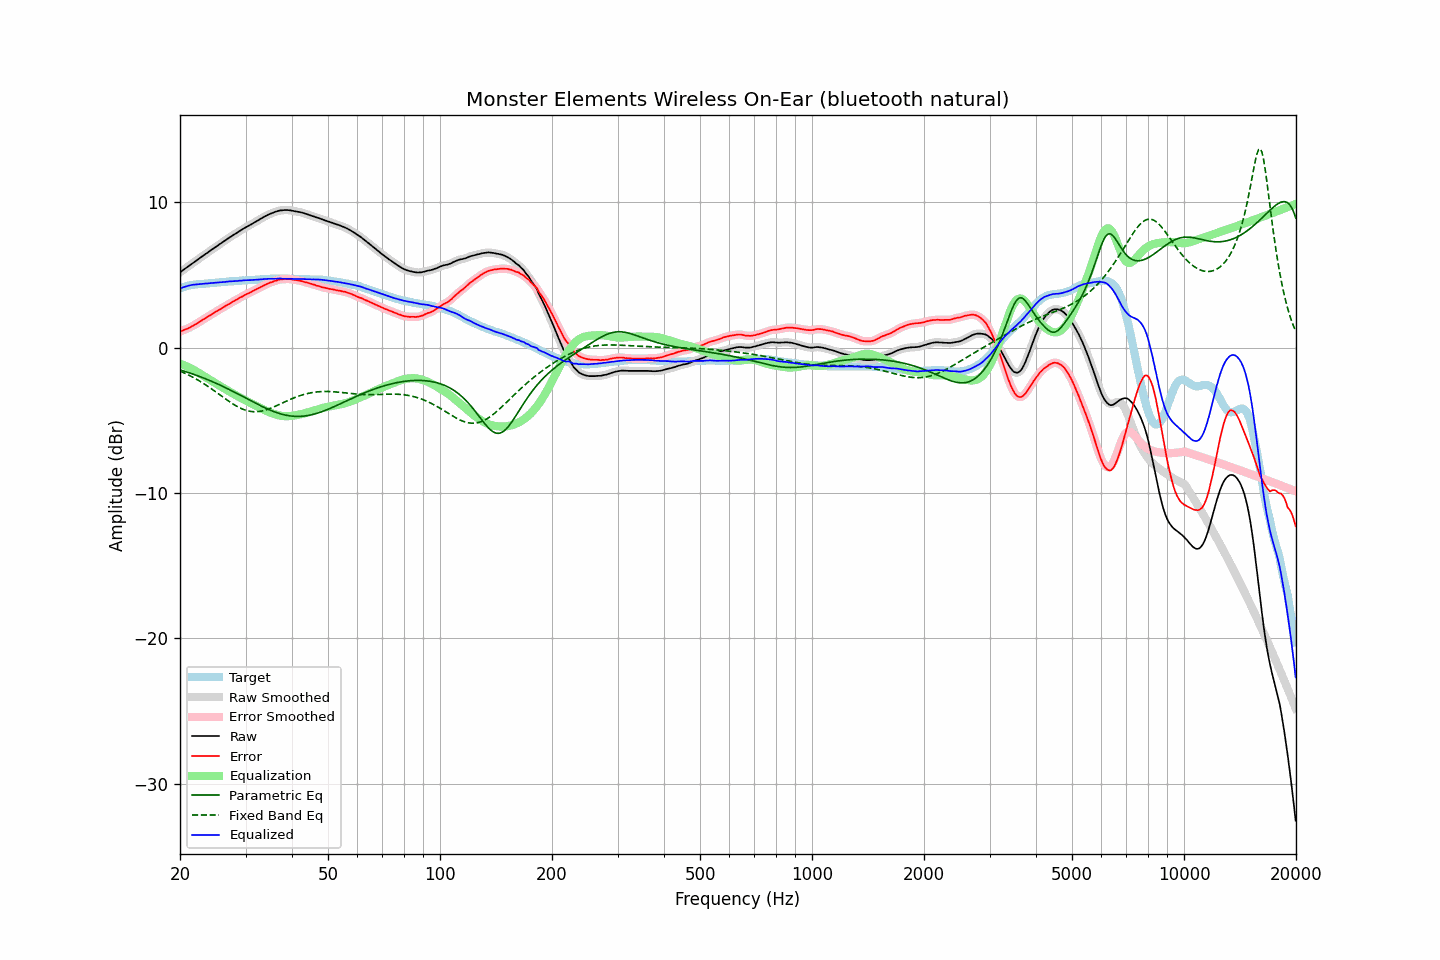 Monster Elements Wireless On-Ear (bluetooth natural)
10
0
−10
−20
−30
Amplitude (dBr)
Target
Raw Smoothed
Error Smoothed
Raw
Error
Equalization
Parametric Eq
Fixed Band Eq
Equalized
20 50 100 200 500 1000 2000 5000 10000 20000
Frequency (Hz)